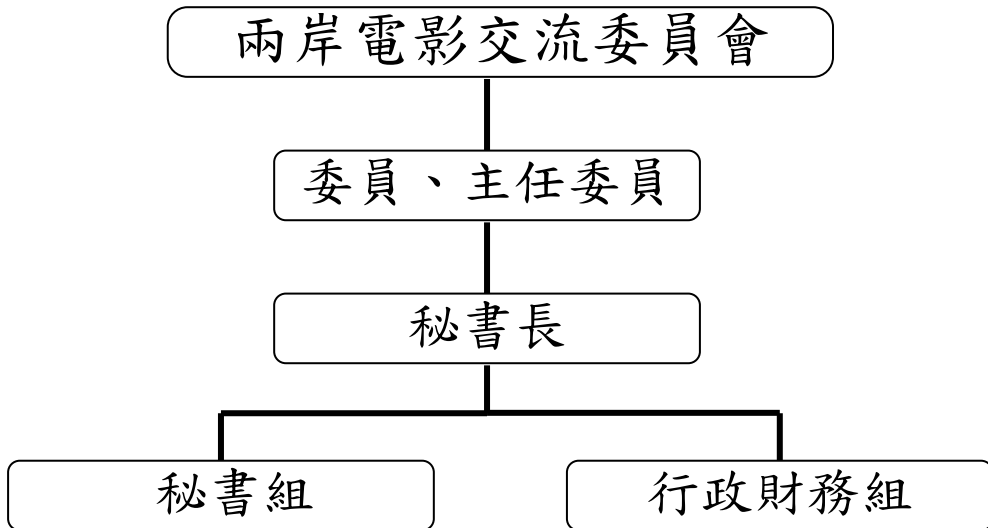 兩岸電影交流委員會
委員、主任委員
秘書長
秘書組
行政財務組